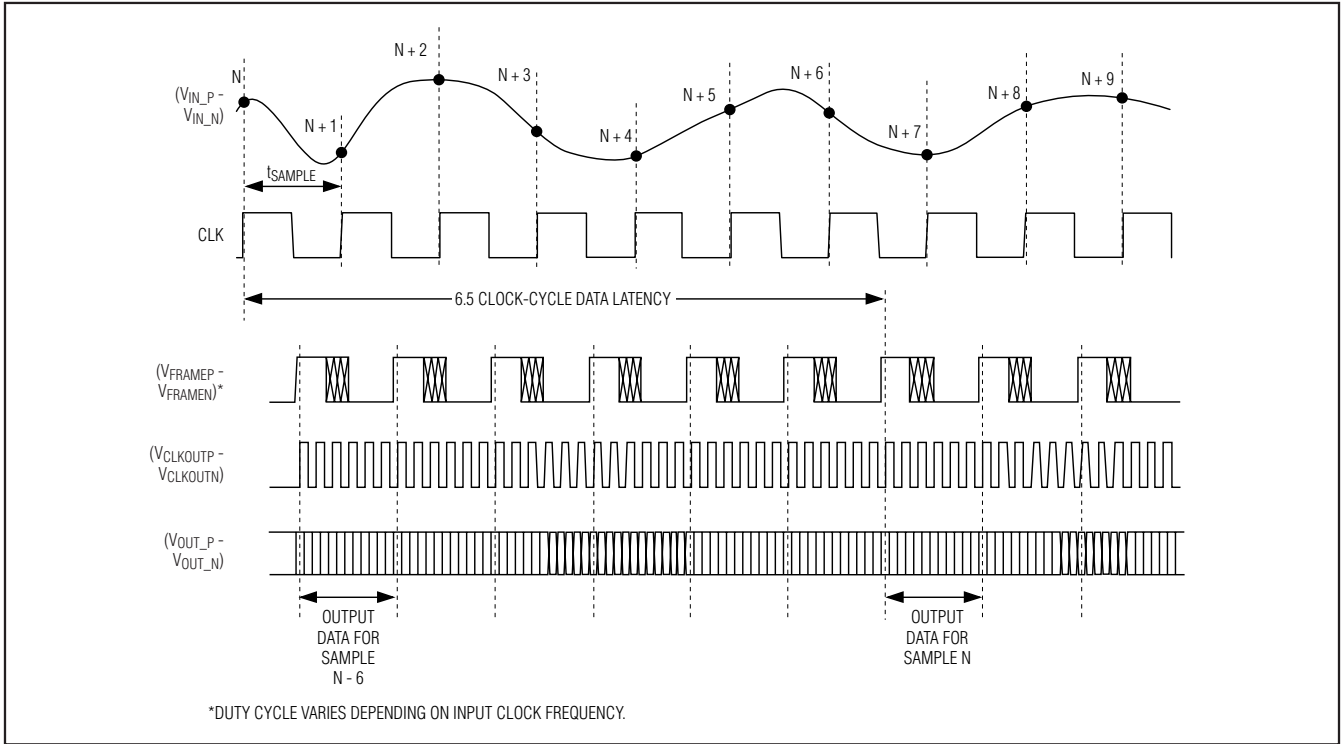 N
N + 1
N + 2
N + 3
N + 4
N + 5
N + 6
N + 7
N + 8
N + 9
(VIN_P -
VIN_N)
tSAMPLE
CLK
6.5 CLOCK-CYCLE DATA LATENCY
(VFRAMEP -
VFRAMEN)*
(VCLKOUTP -
VCLKOUTN)
(VOUT_P -
VOUT_N)
OUTPUT
DATA FOR
SAMPLE
N - 6
OUTPUT
DATA FOR
SAMPLE N
*DUTY CYCLE VARIES DEPENDING ON INPUT CLOCK FREQUENCY.